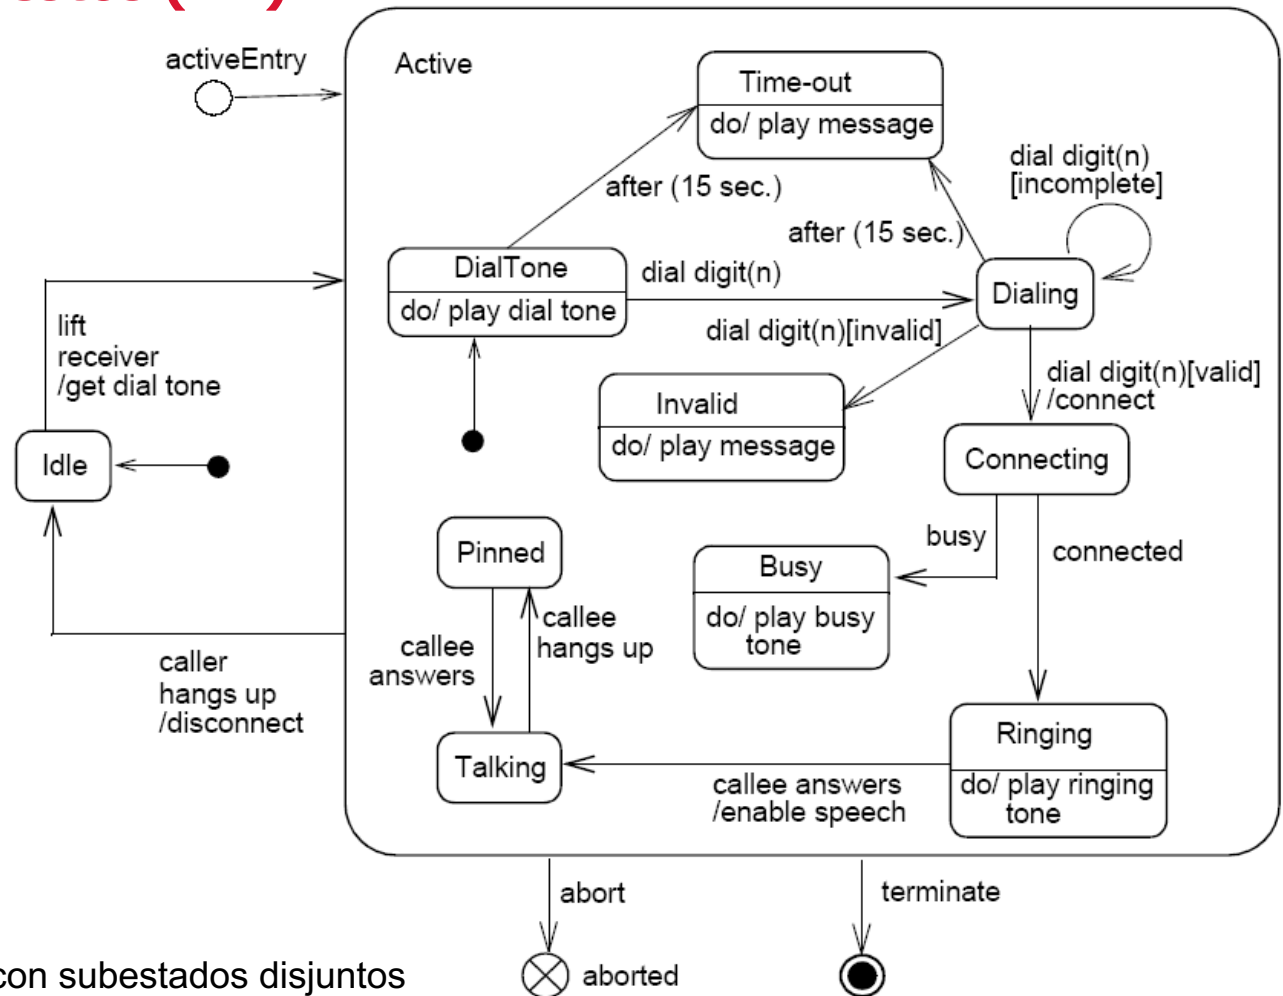 activeEntry
Active
Time-out
do/ play message
after (15 sec.)
dial digit(n)
[incomplete]
after (15 sec.)
DialTone
do/ play dial tone
dial digit(n)
Dialing
lift
receiver
/get dial tone
dial digit(n)[invalid]
dial digit(n)[valid]
/connect
Invalid
do/ play message
Idle
Connecting
Pinned
busy
connected
Busy
do/ play busy
tone
callee
answers
callee
hangs up
caller
hangs up
/disconnect
Talking
callee answers
/enable speech
Ringing
do/ play ringing
tone
abort
terminate
aborted
con subestados disjuntos